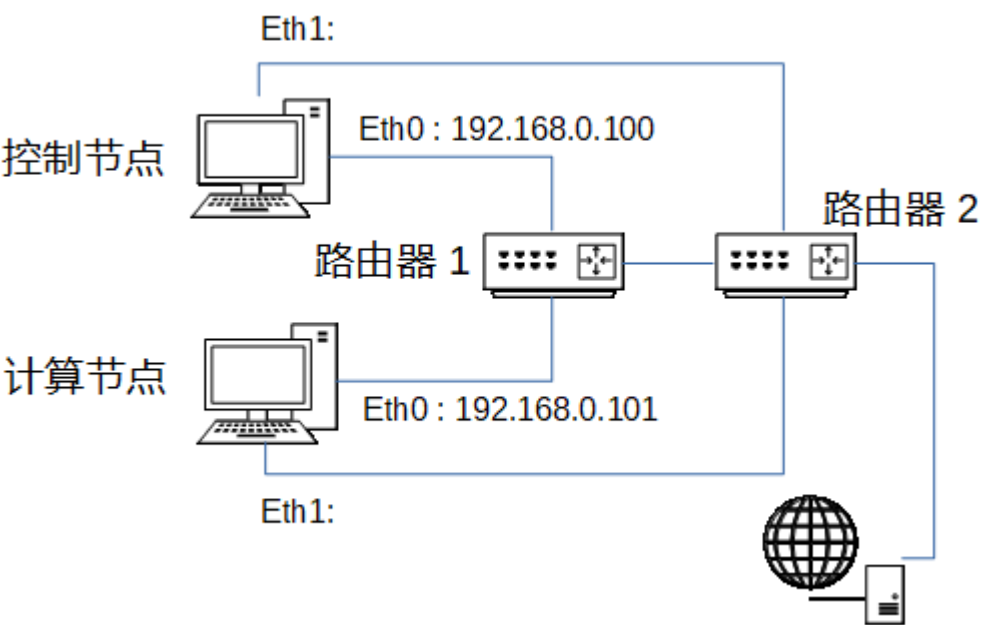 Eth1:
Eth0 : 192.168.0.100
控制节点
路由器 2
路由器 1
计算节点
Eth0 : 192.168.0.101
Eth1: